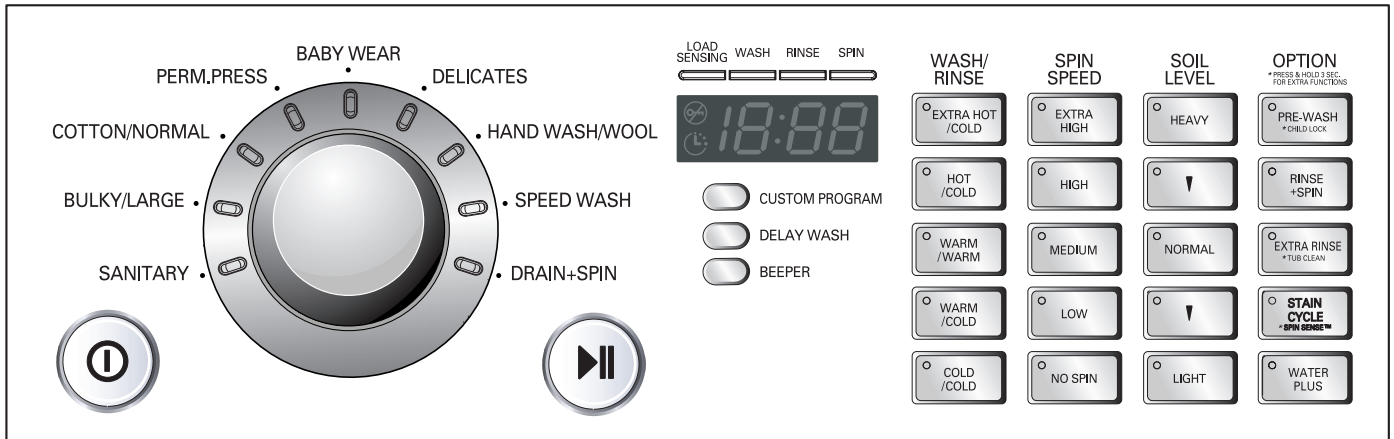 BABY WEAR
PERM.PRESS
DELICATES
COTTON/NORMAL
HAND WASH/WOOL
BULKY/LARGE
SPEED WASH
SANITARY
DRAIN+SPIN
LOAD
SENSING
WASH
RINSE
SPIN
18:88
CUSTOM PROGRAM
DELAY WASH
BEEPER
WASH/
RINSE
EXTRA HOT
/COLD
HOT
/COLD
WARM
/WARM
WARM
/COLD
COLD
/COLD
SPIN
SPEED
EXTRA
HIGH
HIGH
MEDIUM
LOW
NO SPIN
SOIL
LEVEL
HEAVY
NORMAL
LIGHT
OPTION
* PRESS & HOLD 3 SEC.
FOR EXTRA FUNCTIONS
PRE-WASH
* CHILD LOCK
RINSE
+SPIN
EXTRA RINSE
* TUB CLEAN
STAIN
CYCLE
* SPIN SENSE™
WATER
PLUS